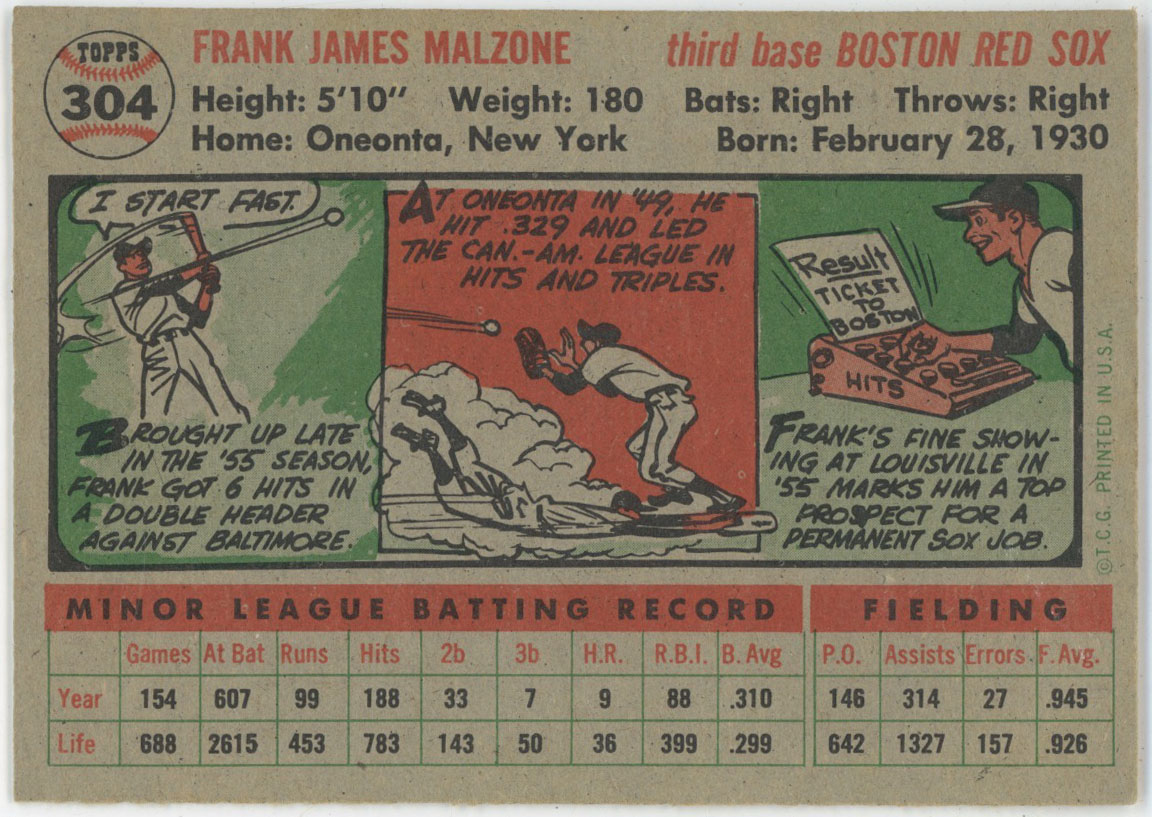 TOPPS
304
FRANK JAMES MALZONE
third base BOSTON RED SOX
Height: 5'10" Weight: 180 Bats: Right Throws: Right
Home: Oneonta, New York Born: February 28, 1930
I START FAST.
BROUGHT UP LATE
IN THE '55 SEASON,
FRANK GOT 6 HITS IN
A DOUBLE HEADER
AGAINST BALTIMORE.
AT ONEONTA IN '49, HE
HIT .329 AND LED
THE CAN.-AM. LEAGUE IN
HITS AND TRIPLES.
Result
TICKET
TO
BOSTON
HITS
FRANK'S FINE SHOW-
ING AT LOUISVILLE IN
'55 MARKS HIM A TOP
PROSPECT FOR A
PERMANENT SOX JOB.
©T.C.G. PRINTED IN U.S.A.
MINOR LEAGUE BATTING RECORD FIELDING
Games At Bat Runs Hits 2b 3b H.R. R.B.I. B. Avg P.O. Assists Errors F. Avg.
Year 154 607 99 188 33 7 9 88 .310 146 314 27 .945
Life 688 2615 453 783 143 50 36 399 .299 642 1327 157 .926